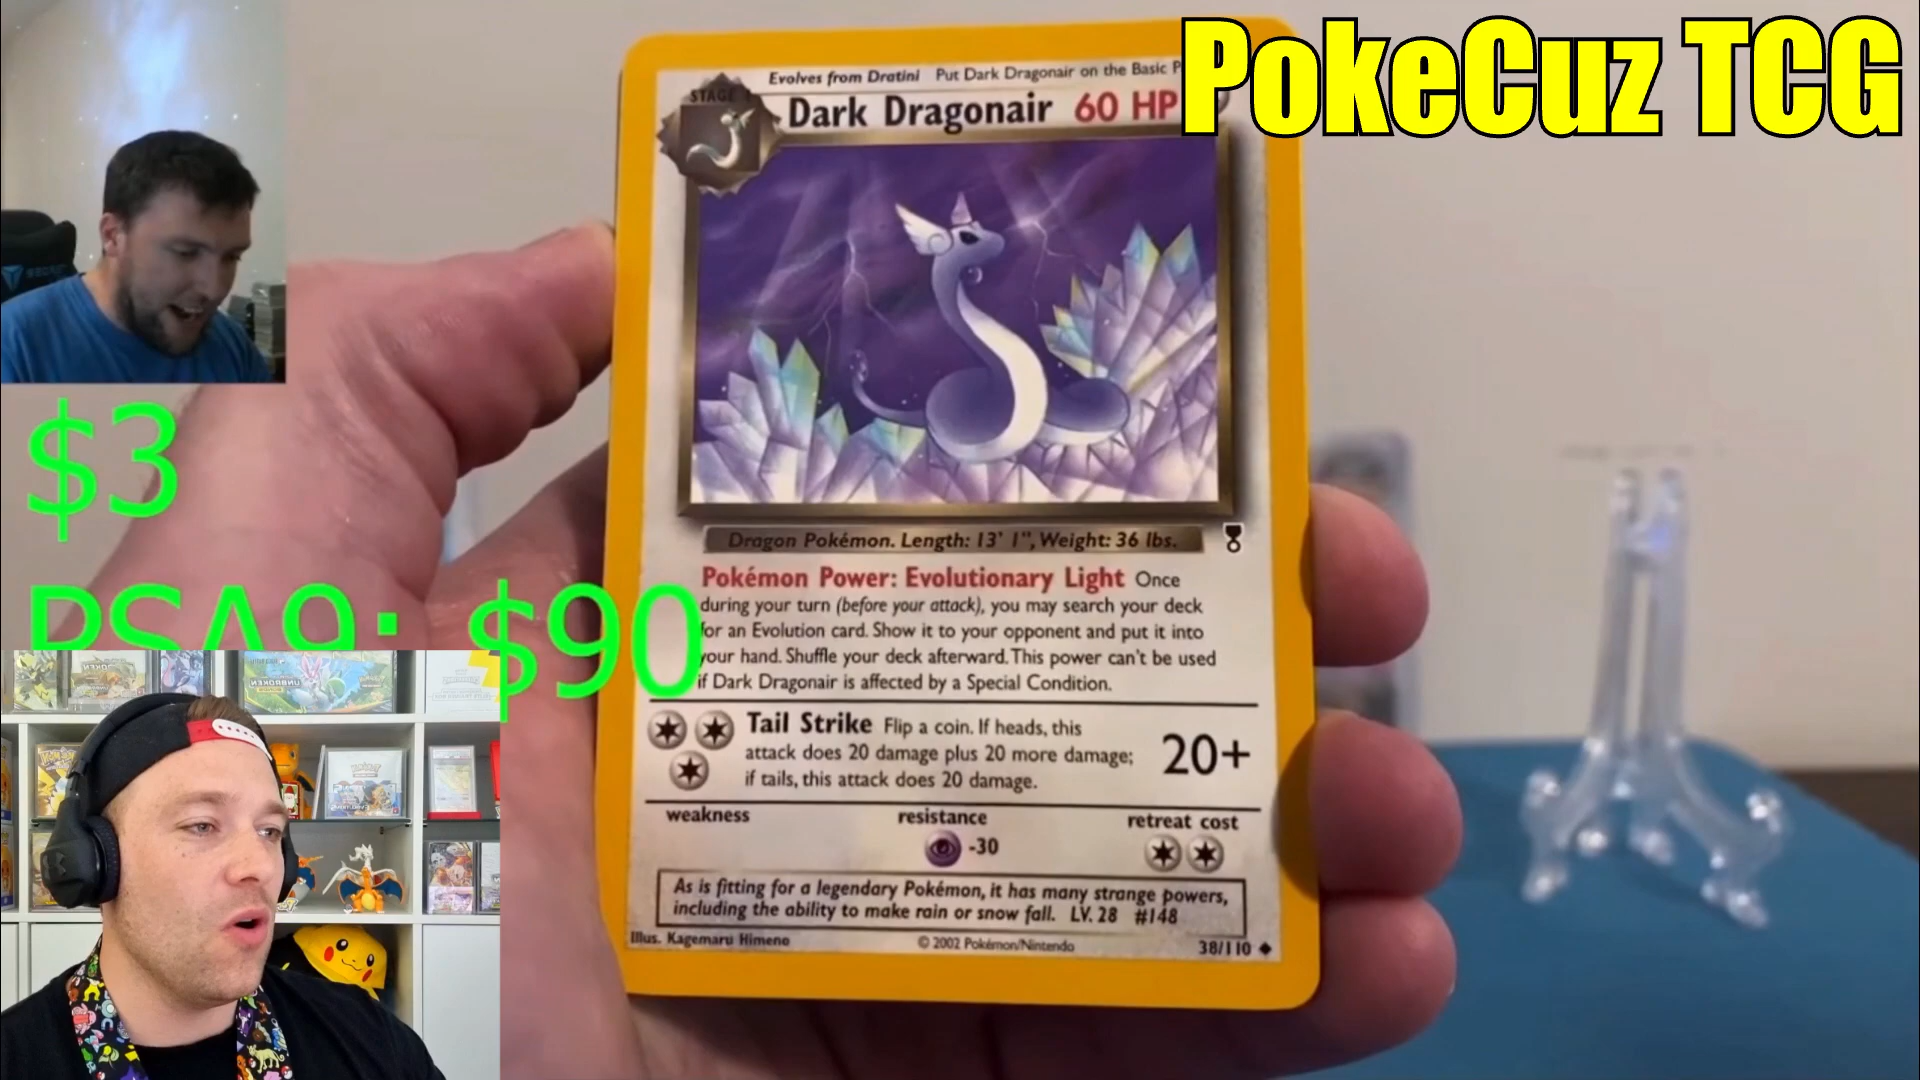 PokeCuz TCG
Evolves from Dratini Put Dark Dragonair on the Basic P
STAGE
Dark Dragonair 60 HP
$3
PSA9: $90
Dragon Pokémon. Length: 13' 1", Weight: 36 lbs.
Pokémon Power: Evolutionary Light Once
during your turn (before your attack), you may search your deck
for an Evolution card. Show it to your opponent and put it into
your hand. Shuffle your deck afterward. This power can't be used
if Dark Dragonair is affected by a Special Condition.
Tail Strike Flip a coin. If heads, this
attack does 20 damage plus 20 more damage;
if tails, this attack does 20 damage.
20+
weakness resistance retreat cost
-30
As is fitting for a legendary Pokémon, it has many strange powers,
including the ability to make rain or snow fall. LV. 28 #148
Illus. Kagemaru Himeno © 2002 Pokémon/Nintendo 38/110
UNBROKEN